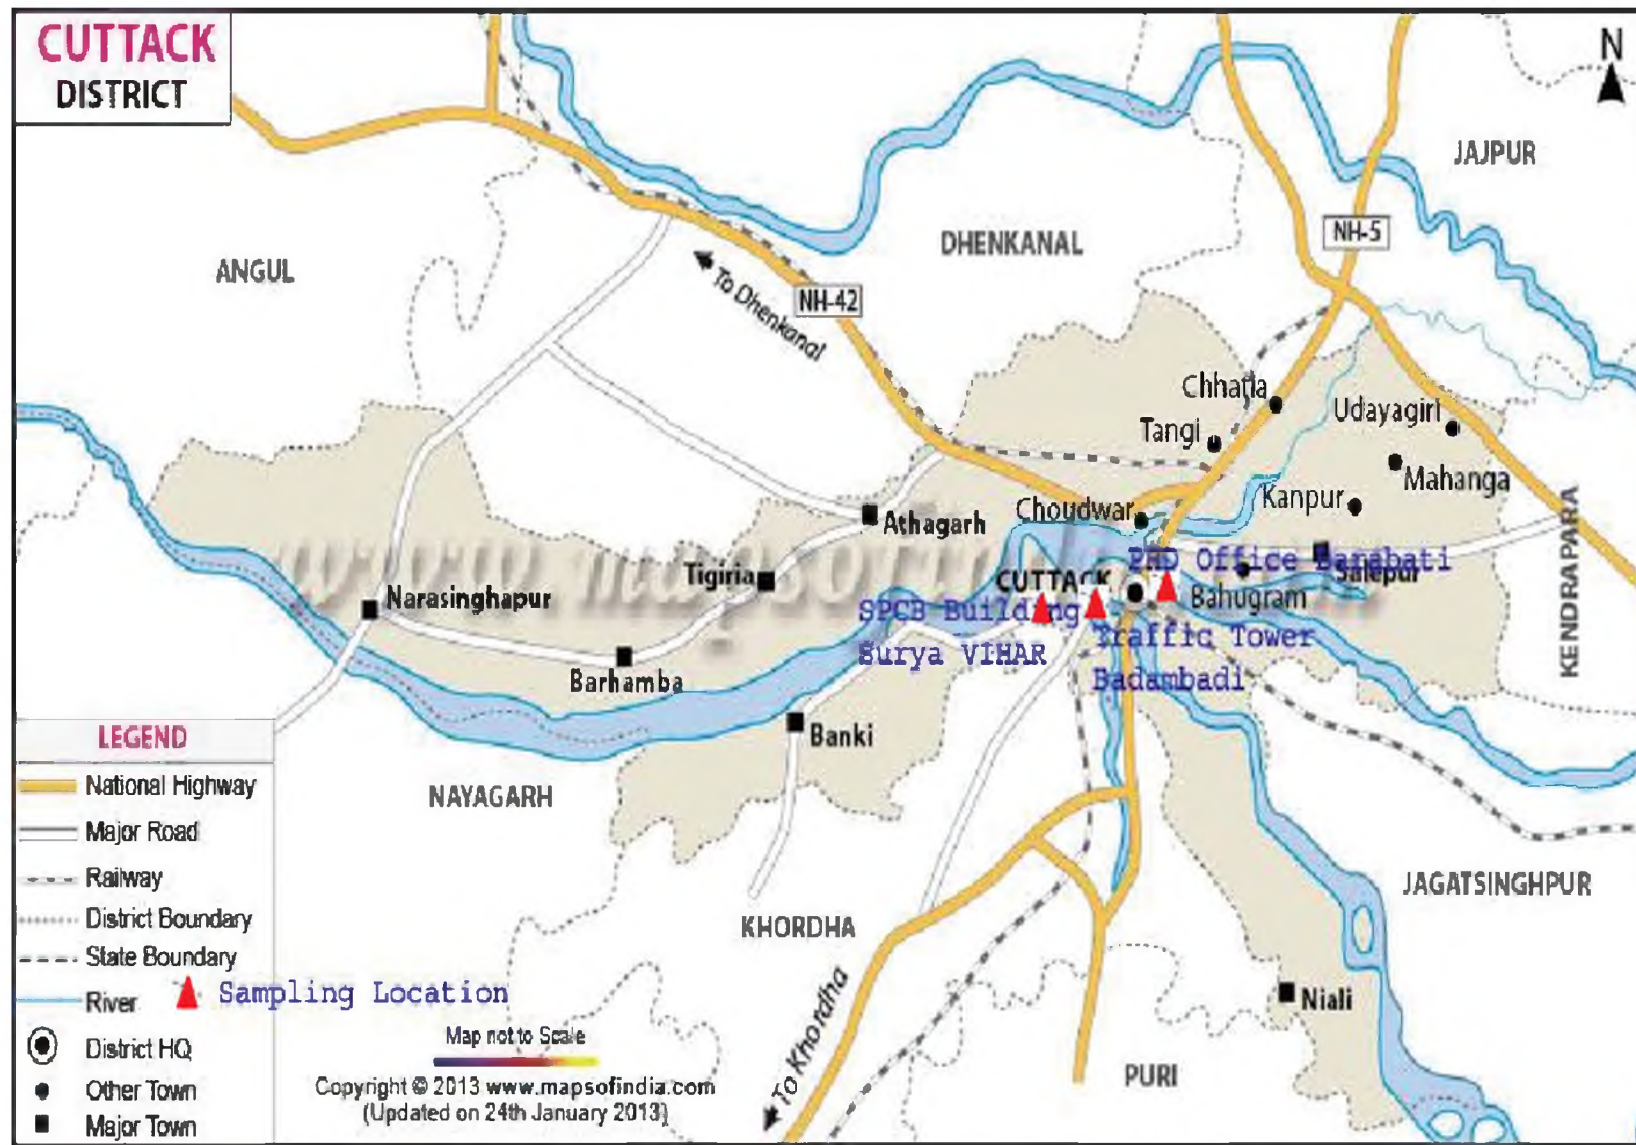 CUTTACK
DISTRICT
N
JAJPUR
DHENKANAL
NH-5
ANGUL
To Dhenkanal
NH-42
Chhatia
Udayagiri
Tangi
Mahanga
Kanpur
Choudwar
Athagarh
KENDRAPARA
PHD Office Barabati
Salepur
CUTTACK
Tigiria
Narasinghapur
Bahugram
SPCB Building
Surya VIHAR
Traffic Tower
Badambadi
Barhamba
Banki
LEGEND
National Highway
NAYAGARH
Major Road
Railway
JAGATSINGHPUR
District Boundary
KHORDHA
State Boundary
River
Sampling Location
To Khordha
Niali
District HQ
Map not to Scale
Other Town
Copyright © 2013 www.mapsofindia.com
(Updated on 24th January 2013)
Major Town
PURI